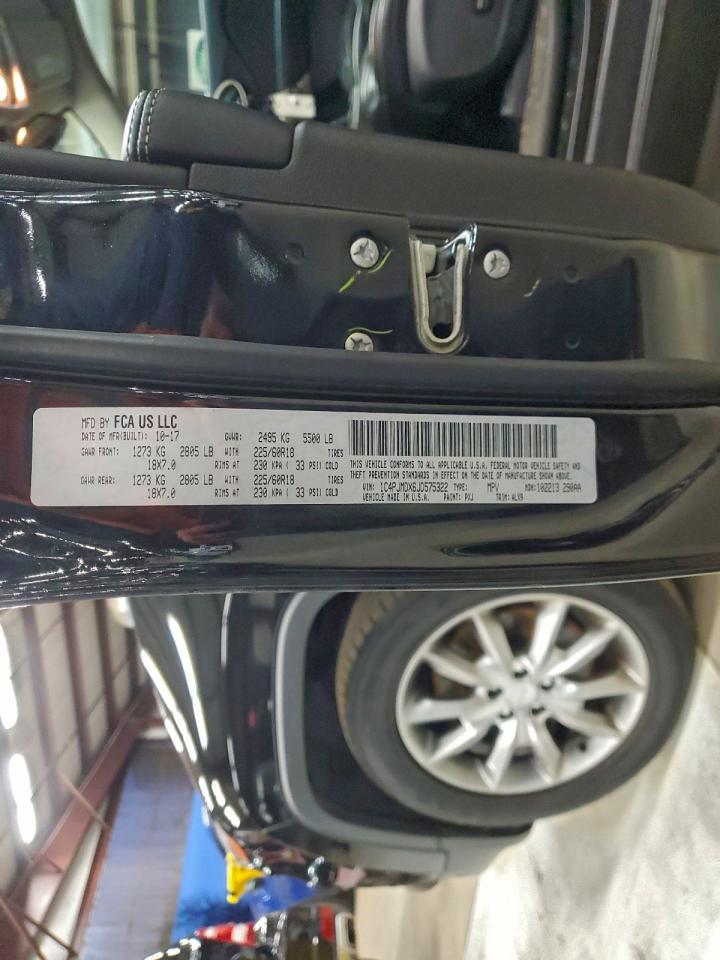 MFD BY FCA US LLC
DATE OF MFR(BUILT): 10-17 GVWR: 2495 KG 5500 LB
GAWR FRONT: 1273 KG 2805 LB WITH 225/60R18 TIRES
18X7.0 RIMS AT 230 KPA ( 33 PSI) COLD
GAWR REAR: 1273 KG 2805 LB WITH 225/60R18 TIRES
18X7.0 RIMS AT 230 KPA ( 33 PSI) COLD
THIS VEHICLE CONFORMS TO ALL APPLICABLE U.S.A. FEDERAL MOTOR VEHICLE SAFETY AND
THEFT PREVENTION STANDARDS IN EFFECT ON THE DATE OF MANUFACTURE SHOWN ABOVE.
VIN: 1C4PJMDX6JD575322 TYPE: MPV MDH: 102213 290AA
VEHICLE MADE IN U.S.A. PAINT: PXJ TRIM: ALX9